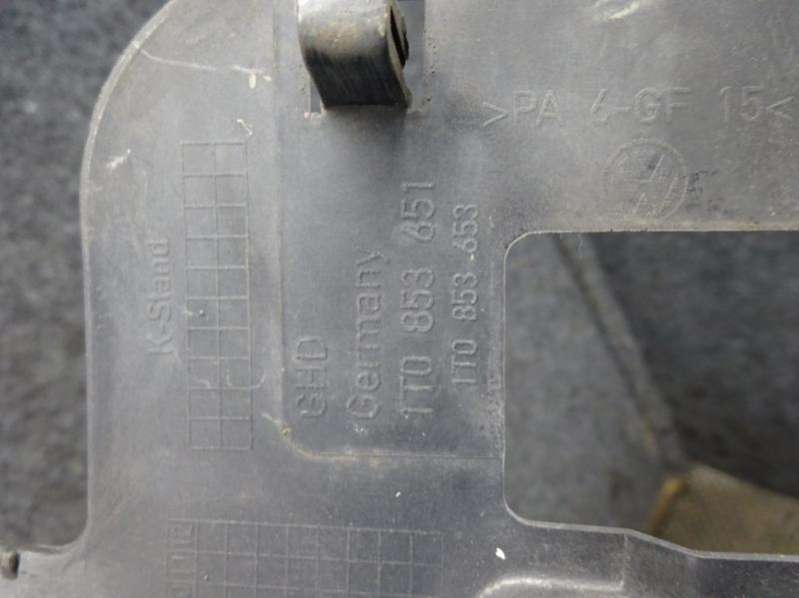 >PA 6-GF 15<
K-Stand
GHD
Germany
1T0 853 651
1T0 853 653